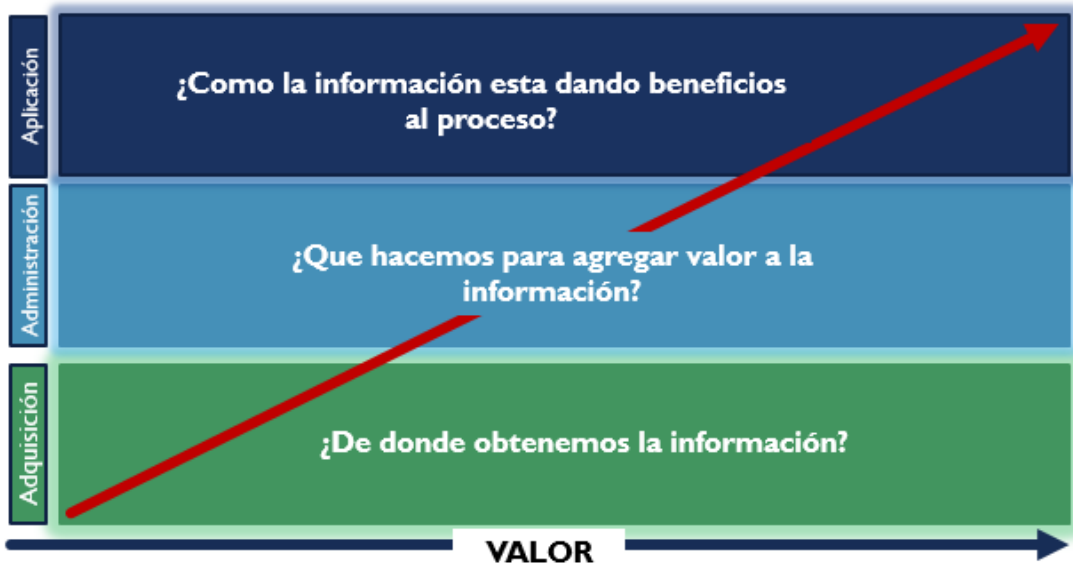 Aplicación
¿Como la información esta dando beneficios
al proceso?
Administración
¿Que hacemos para agregar valor a la
información?
Adquisición
¿De donde obtenemos la información?
VALOR